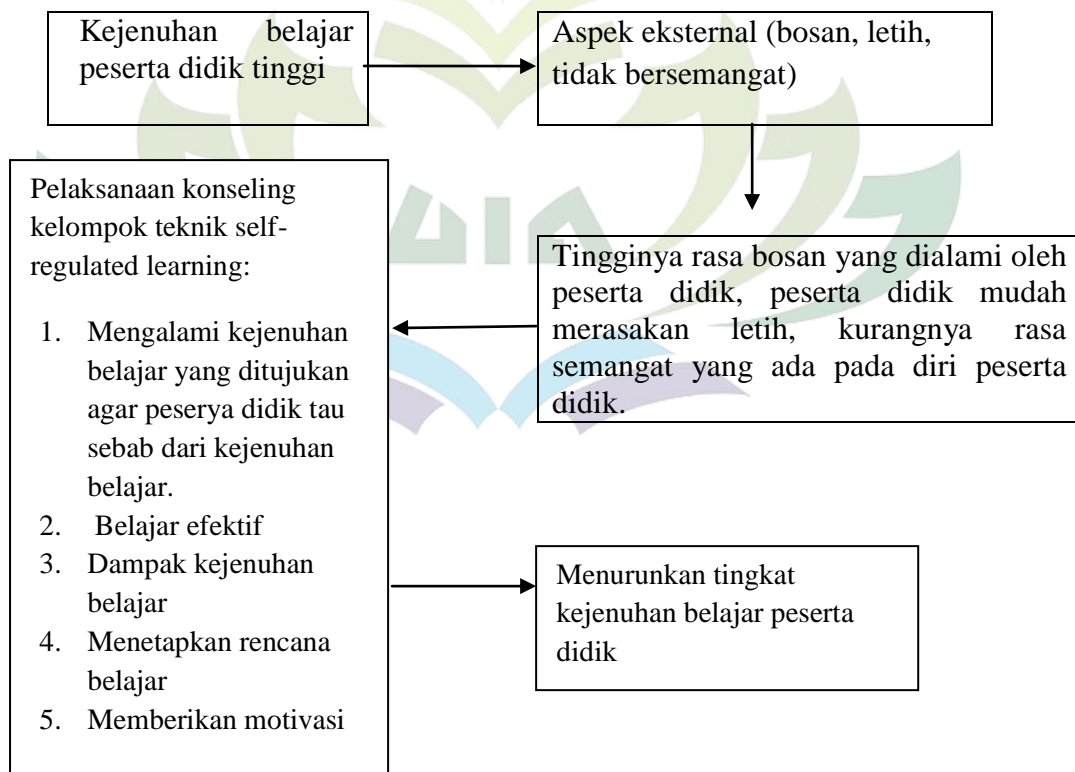 Kejenuhan belajar
peserta didik tinggi
Aspek eksternal (bosan, letih,
tidak bersemangat)
Tingginya rasa bosan yang dialami oleh
peserta didik, peserta didik mudah
merasakan letih, kurangnya rasa
semangat yang ada pada diri peserta
didik.
Pelaksanaan konseling
kelompok teknik self-
regulated learning:
1. Mengalami kejenuhan
belajar yang ditujukan
agar peserya didik tau
sebab dari kejenuhan
belajar.
2. Belajar efektif
3. Dampak kejenuhan
belajar
4. Menetapkan rencana
belajar
5. Memberikan motivasi
Menurunkan tingkat
kejenuhan belajar peserta
didik